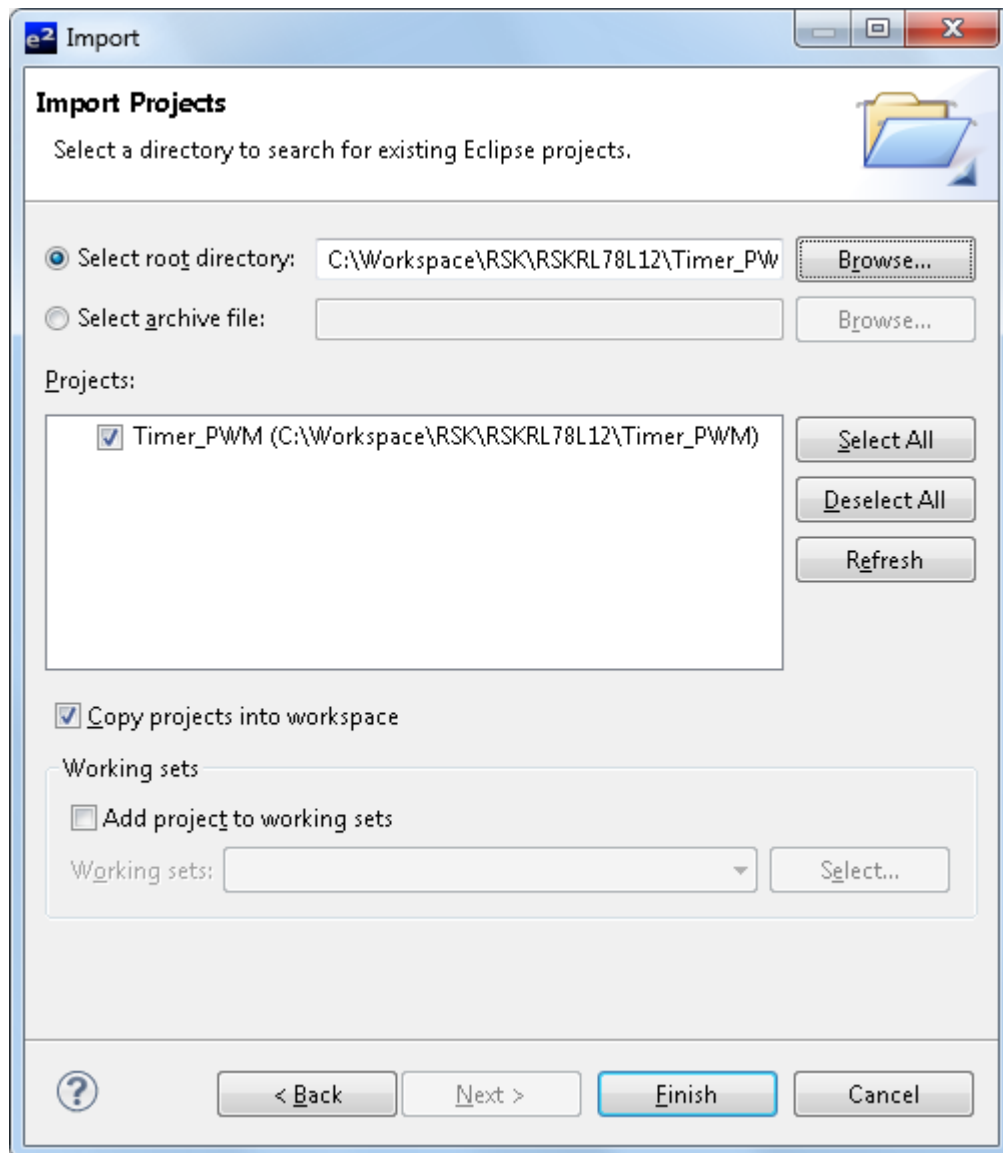 e² Import
Import Projects
Select a directory to search for existing Eclipse projects.
Select root directory: C:\Workspace\RSK\RSKRL78L12\Timer_PW Browse...
Select archive file: Browse...
Projects:
Timer_PWM (C:\Workspace\RSK\RSKRL78L12\Timer_PWM) Select All
Deselect All
Refresh
Copy projects into workspace
Working sets
Add project to working sets
Working sets: Select...
? < Back Next > Finish Cancel